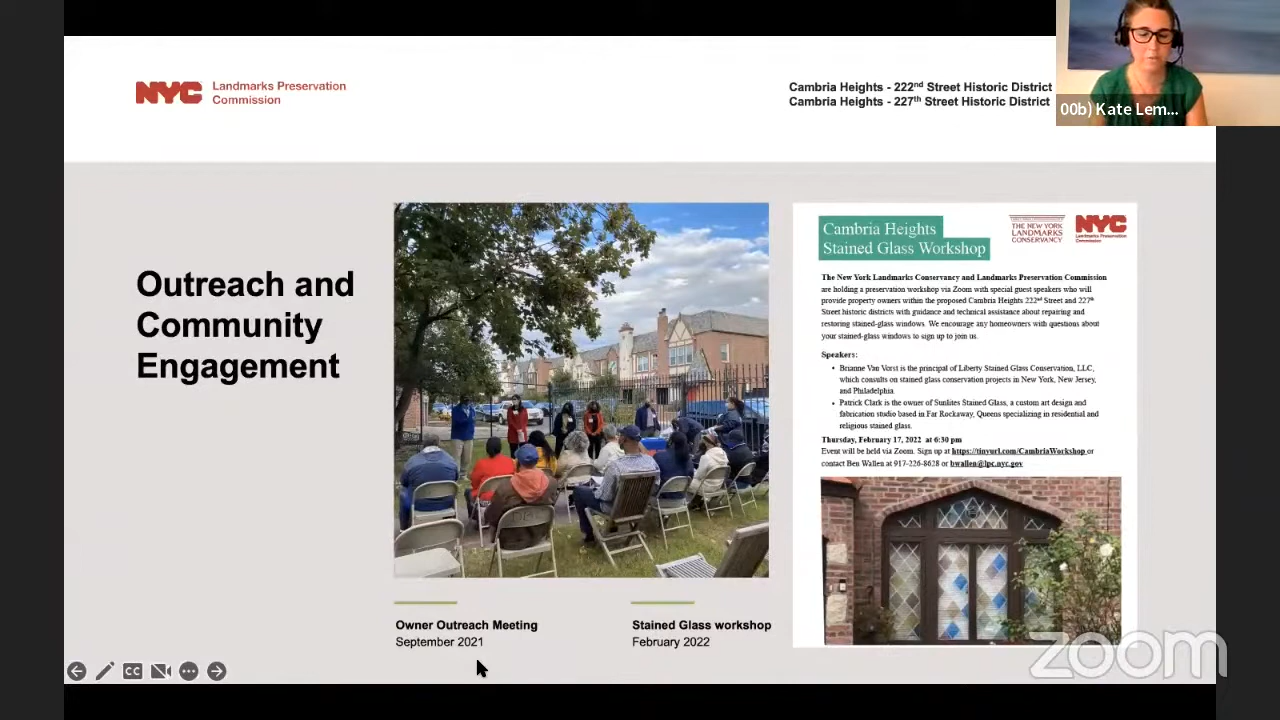 NYC Landmarks Preservation
Commission
Cambria Heights - 222nd Street Historic District
Cambria Heights - 227th Street Historic District
00b) Kate Lem...
Outreach and
Community
Engagement
Cambria Heights
Stained Glass Workshop
THE NEW YORK
LANDMARKS
CONSERVANCY
NYC
Landmarks Preservation
Commission
The New York Landmarks Conservancy and Landmarks Preservation Commission
are holding a preservation workshop via Zoom with special guest speakers who will
provide property owners within the proposed Cambria Heights 222nd Street and 227th
Street historic districts with guidance and technical assistance about repairing and
restoring stained-glass windows. We encourage any homeowners with questions about
your stained-glass windows to sign up to join us.
Speakers:
• Brianne Van Vorst is the principal of Liberty Stained Glass Conservation, LLC,
which consults on stained glass conservation projects in New York, New Jersey,
and Philadelphia
• Patrick Clark is the owner of Sunlites Stained Glass, a custom art design and
fabrication studio based in Far Rockaway, Queens specializing in residential and
religious stained glass.
Thursday, February 17, 2022 at 6:30 pm
Event will be held via Zoom. Sign up at https://tinyurl.com/CambriaWorkshop or
contact Ben Wallen at 917-226-8628 or bwallen@lpc.nyc.gov
Owner Outreach Meeting
September 2021
Stained Glass workshop
February 2022
CC
zoom